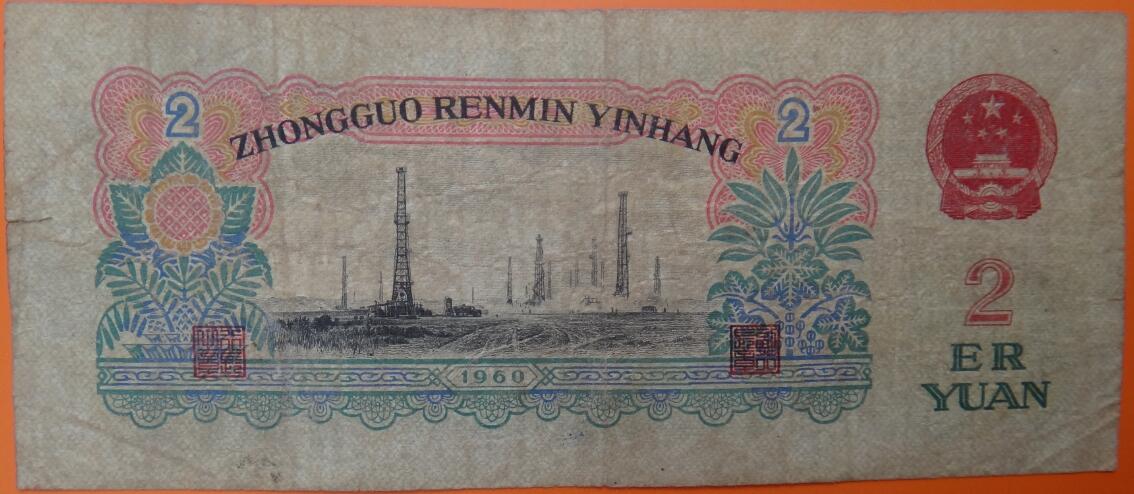 2
2
ZHONGGUO RENMIN YINHANG
2
ER
YUAN
1960